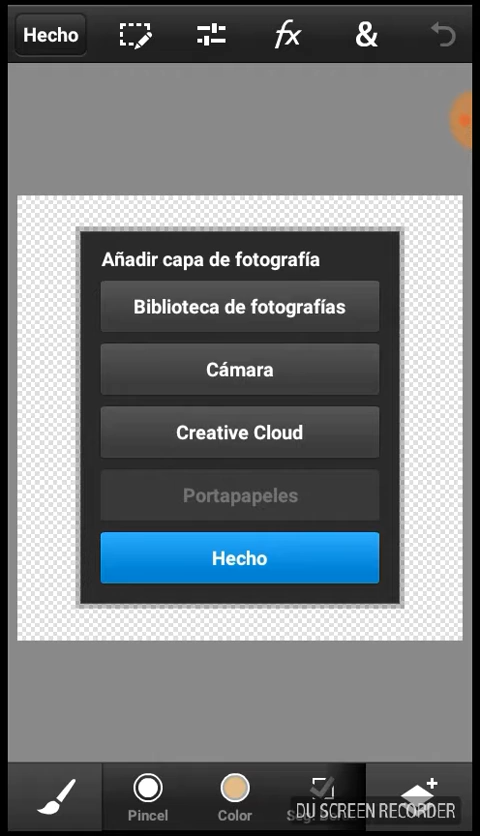 Hecho
fx
&
Añadir capa de fotografía
Biblioteca de fotografías
Cámara
Creative Cloud
Portapapeles
Hecho
Pincel
Color
DU SCREEN RECORDER